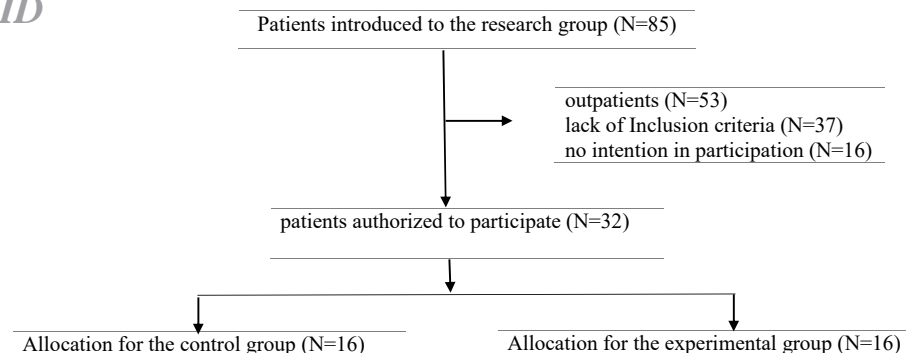 ID
Patients introduced to the research group (N=85)
outpatients (N=53)
lack of Inclusion criteria (N=37)
no intention in participation (N=16)
patients authorized to participate (N=32)
Allocation for the control group (N=16)
Allocation for the experimental group (N=16)